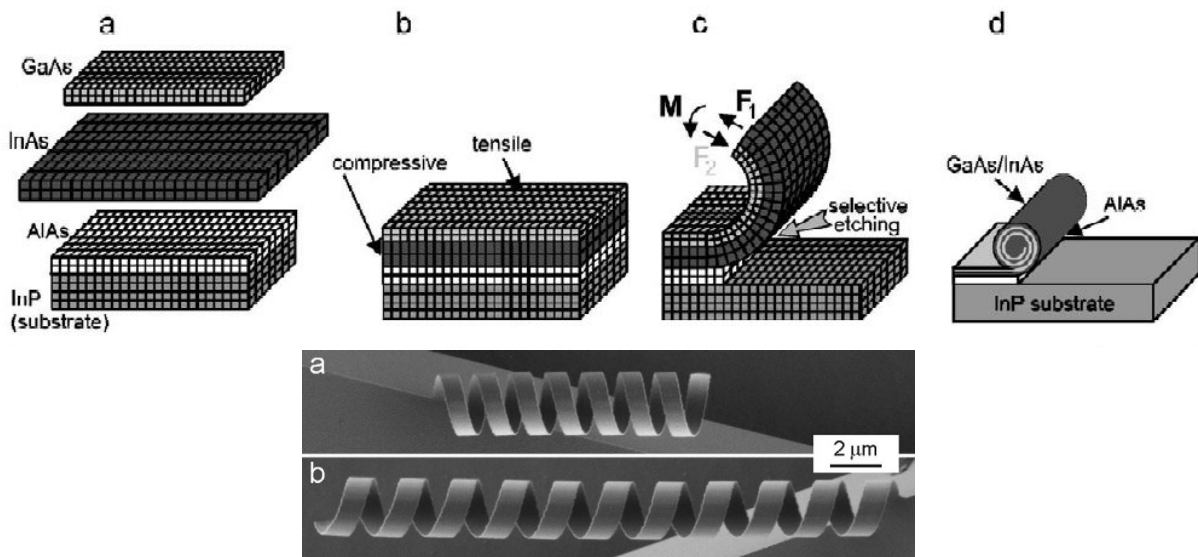 a
b
c
d
GaAs
InAs
AlAs
InP
(substrate)
compressive
tensile
M
F1
F2
selective
etching
GaAs/InAs
AlAs
InP substrate
a
2 μm
b